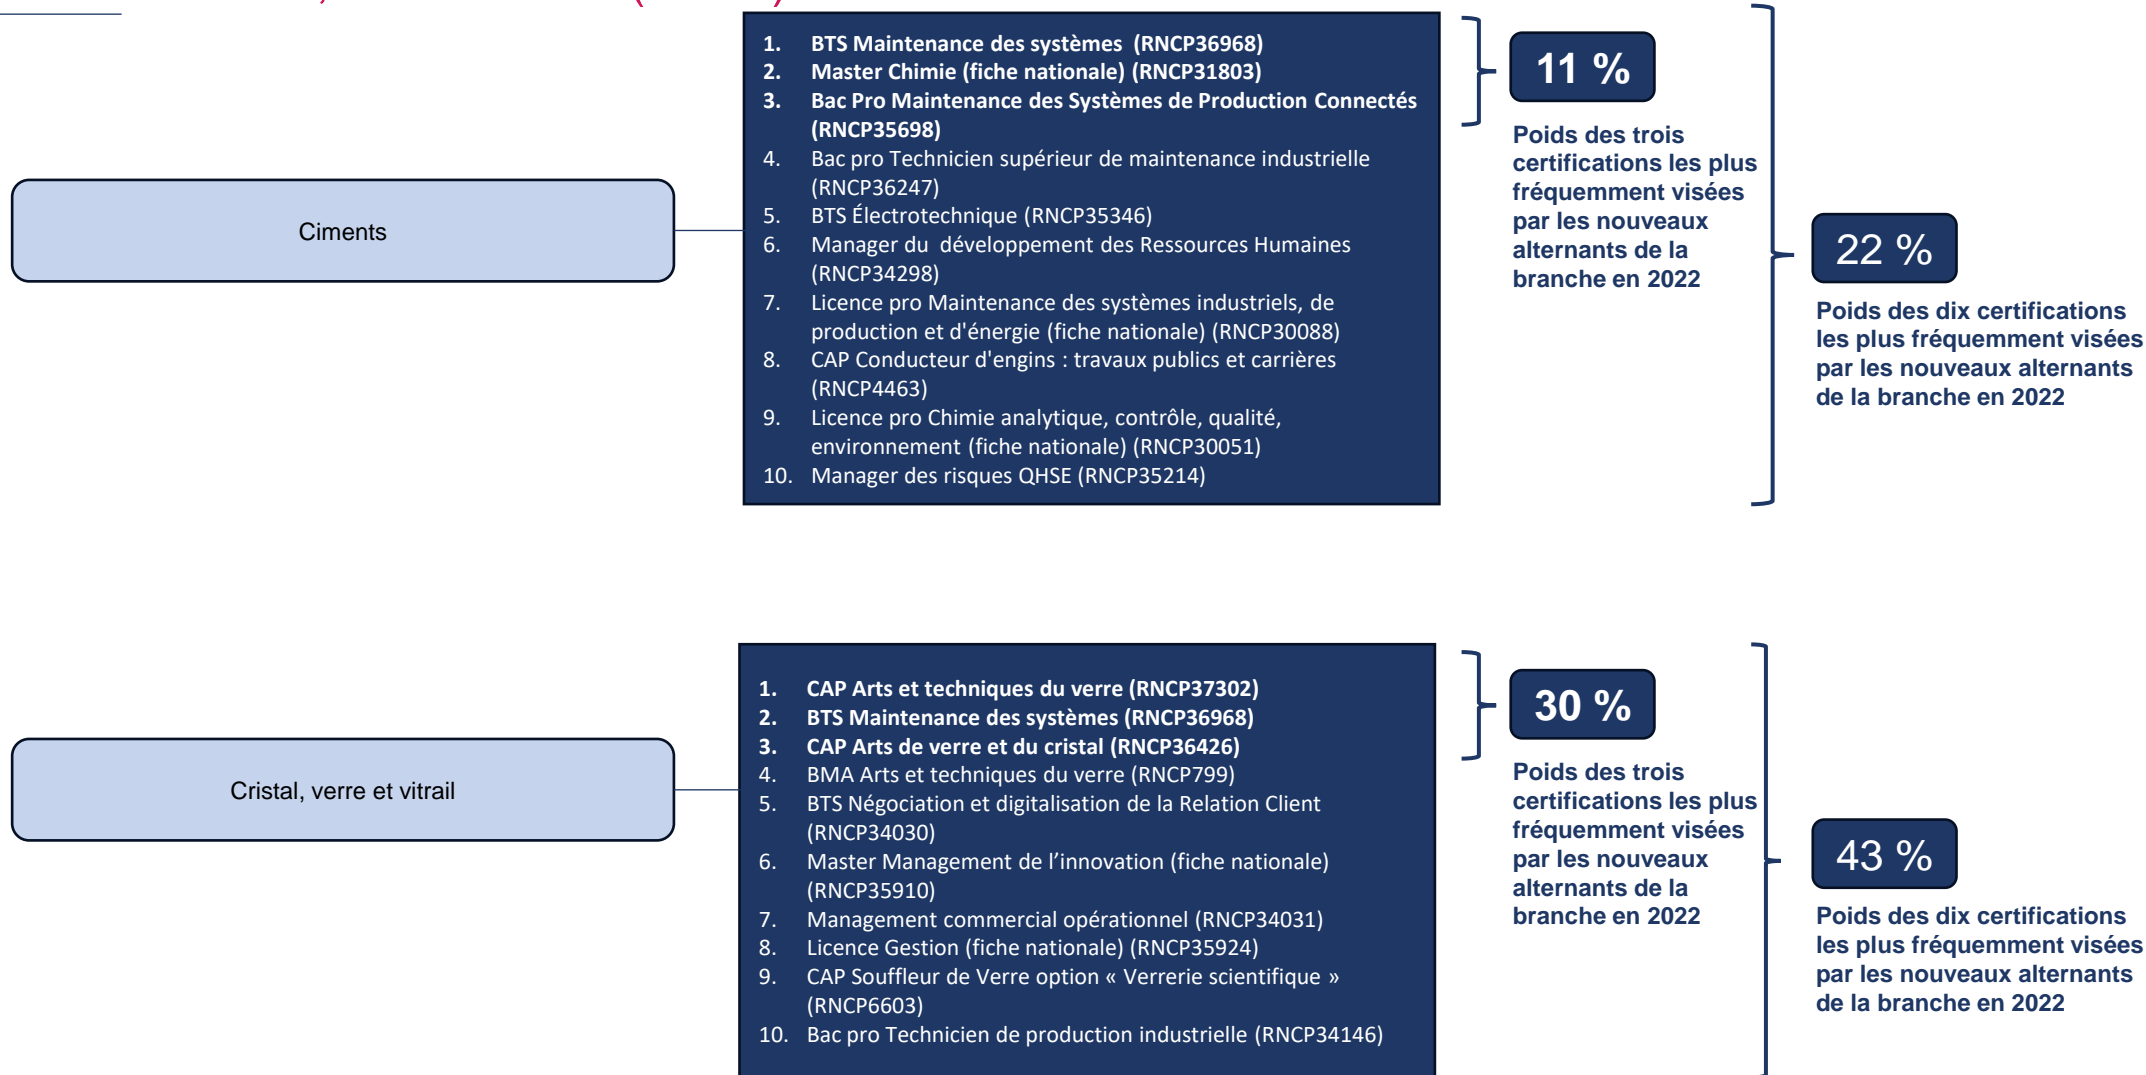 Ciments
1. BTS Maintenance des systèmes (RNCP36968)
2. Master Chimie (fiche nationale) (RNCP31803)
3. Bac Pro Maintenance des Systèmes de Production Connectés
(RNCP35698)
4. Bac pro Technicien supérieur de maintenance industrielle
(RNCP36247)
5. BTS Électrotechnique (RNCP35346)
6. Manager du développement des Ressources Humaines
(RNCP34298)
7. Licence pro Maintenance des systèmes industriels, de
production et d'énergie (fiche nationale) (RNCP30088)
8. CAP Conducteur d'engins : travaux publics et carrières
(RNCP4463)
9. Licence pro Chimie analytique, contrôle, qualité,
environnement (fiche nationale) (RNCP30051)
10. Manager des risques QHSE (RNCP35214)
11 %
Poids des trois
certifications les plus
fréquemment visées
par les nouveaux
alternants de la
branche en 2022
22 %
Poids des dix certifications
les plus fréquemment visées
par les nouveaux alternants
de la branche en 2022
Cristal, verre et vitrail
1. CAP Arts et techniques du verre (RNCP37302)
2. BTS Maintenance des systèmes (RNCP36968)
3. CAP Arts de verre et du cristal (RNCP36426)
4. BMA Arts et techniques du verre (RNCP799)
5. BTS Négociation et digitalisation de la Relation Client
(RNCP34030)
6. Master Management de l’innovation (fiche nationale)
(RNCP35910)
7. Management commercial opérationnel (RNCP34031)
8. Licence Gestion (fiche nationale) (RNCP35924)
9. CAP Souffleur de Verre option « Verrerie scientifique »
(RNCP6603)
10. Bac pro Technicien de production industrielle (RNCP34146)
30 %
Poids des trois
certifications les plus
fréquemment visées
par les nouveaux
alternants de la
branche en 2022
43 %
Poids des dix certifications
les plus fréquemment visées
par les nouveaux alternants
de la branche en 2022